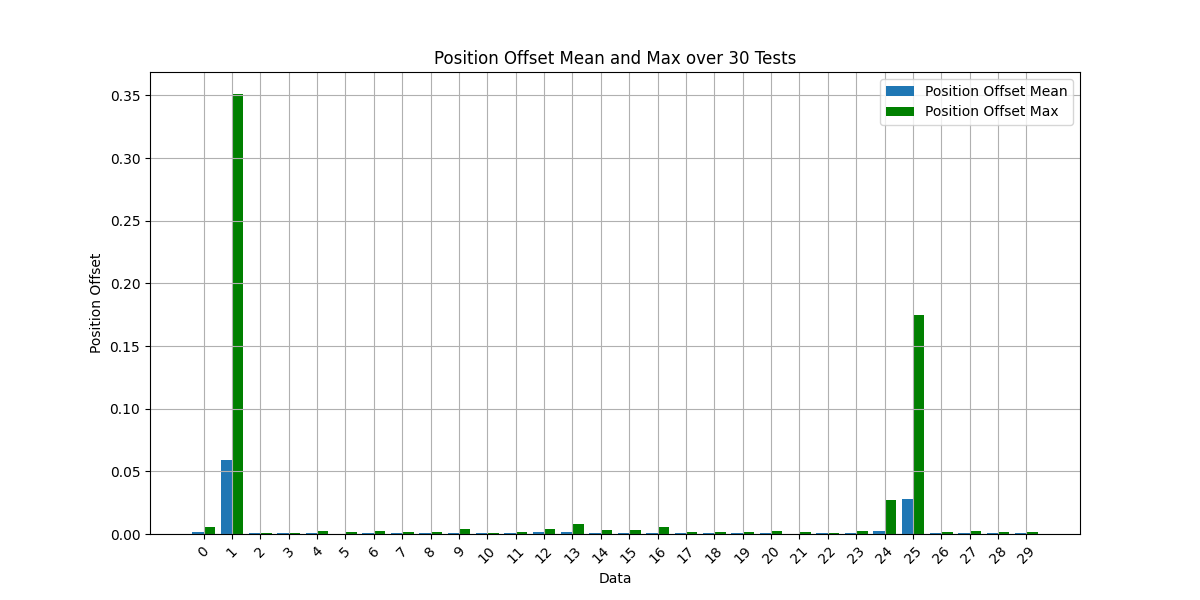 Position Offset Mean and Max over 30 Tests
Position Offset Mean
Position Offset Max
Position Offset
0.35
0.30
0.25
0.20
0.15
0.10
0.05
0.00
0 1 2 3 4 5 6 7 8 9 10 11 12 13 14 15 16 17 18 19 20 21 22 23 24 25 26 27 28 29
Data